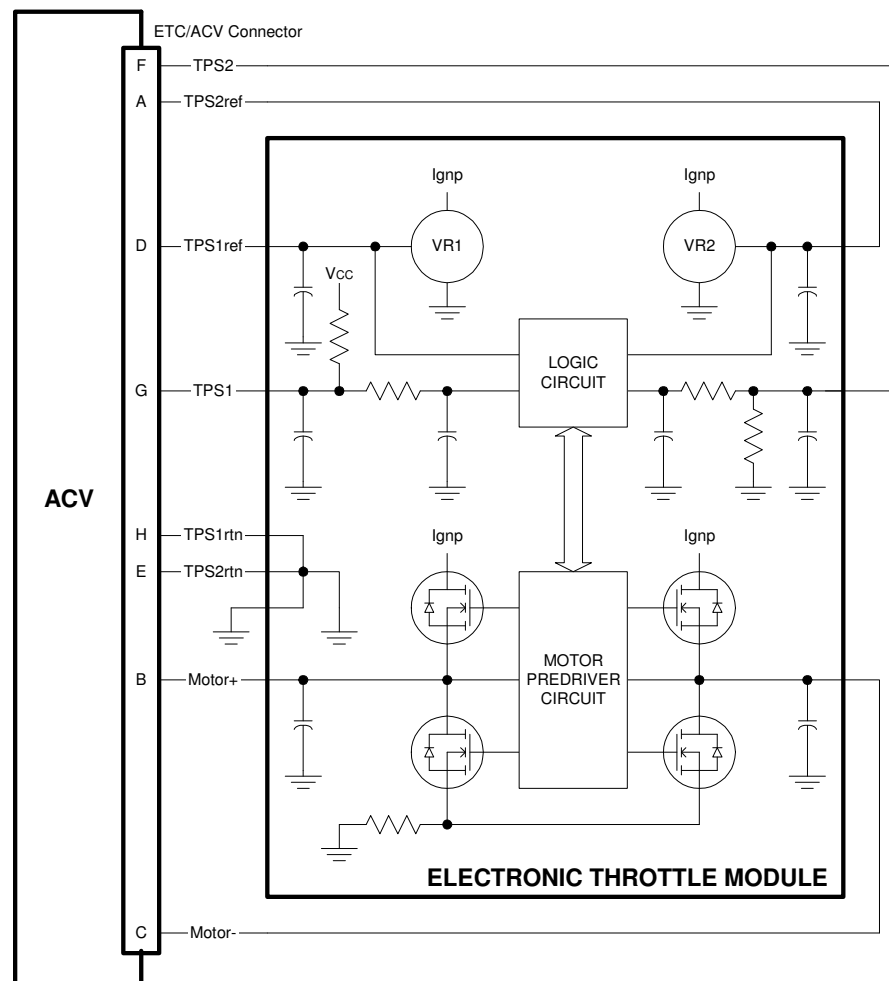 ETC/ACV Connector
F TPS2
A TPS2ref
Ignp Ignp
D TPS1ref VR1 VR2
Vcc
LOGIC
CIRCUIT
G TPS1
ACV
H TPS1rtn Ignp Ignp
E TPS2rtn
MOTOR
PREDRIVER
CIRCUIT
B Motor+
ELECTRONIC THROTTLE MODULE
C Motor-